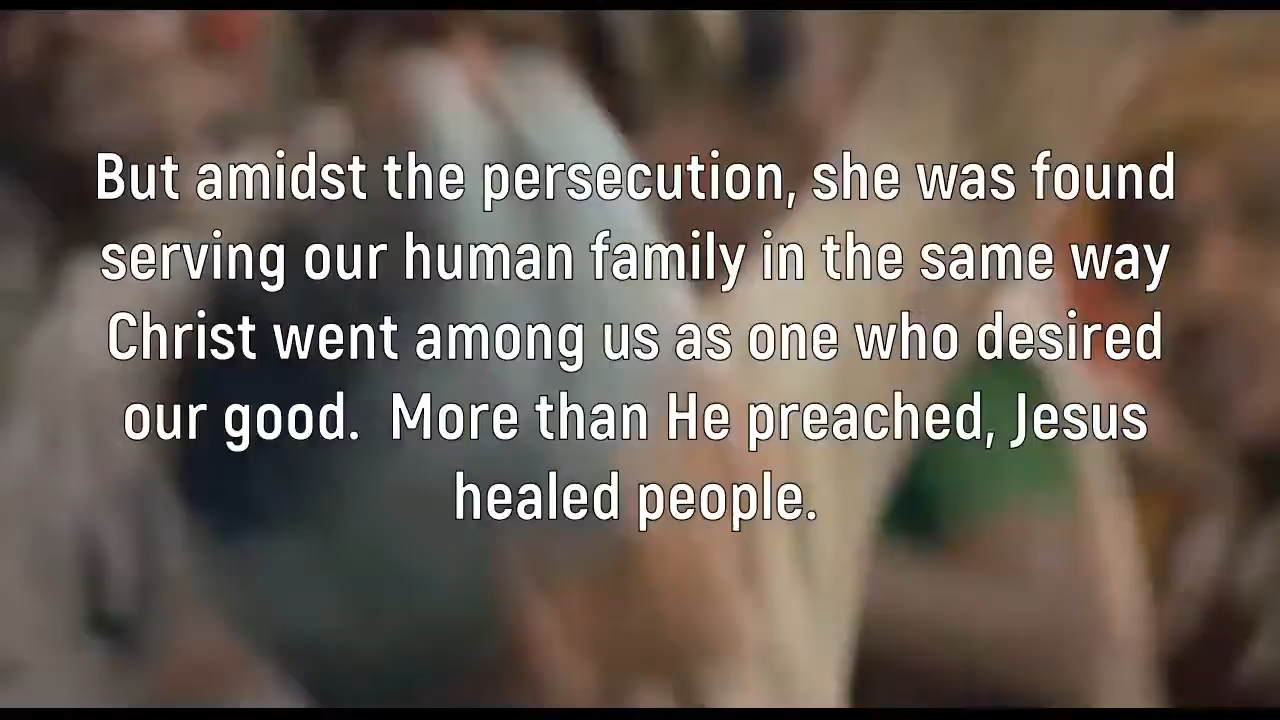 But amidst the persecution, she was found
serving our human family in the same way
Christ went among us as one who desired
our good.  More than He preached, Jesus
healed people.